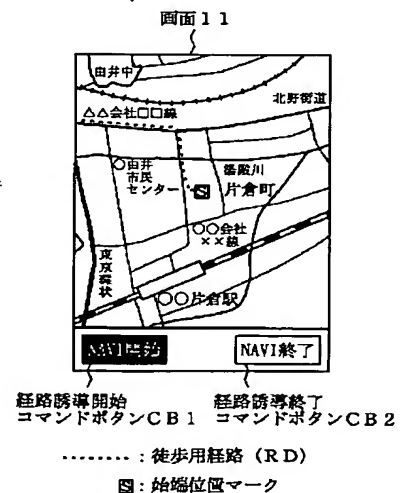 画面１１
由井中
北野街道
△△会社□□線
○由井
市民
センター
湯殿川
片倉町
S
○○会社
××線
東京環状
○○片倉駅
NAVI開始
NAVI終了
経路誘導開始
コマンドボタンＣＢ１
経路誘導終了
コマンドボタンＣＢ２
………：徒歩用経路（ＲＤ）
S：始端位置マーク